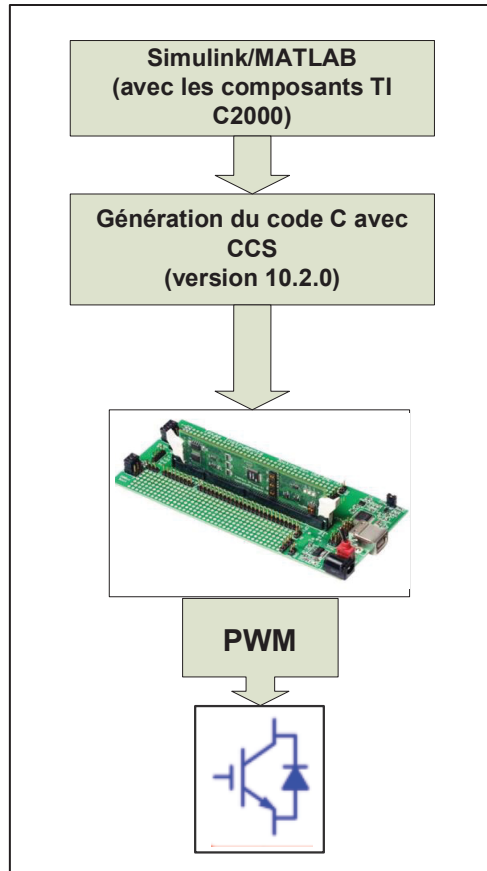 Simulink/MATLAB
(avec les composants TI
C2000)
Génération du code C avec
CCS
(version 10.2.0)
PWM